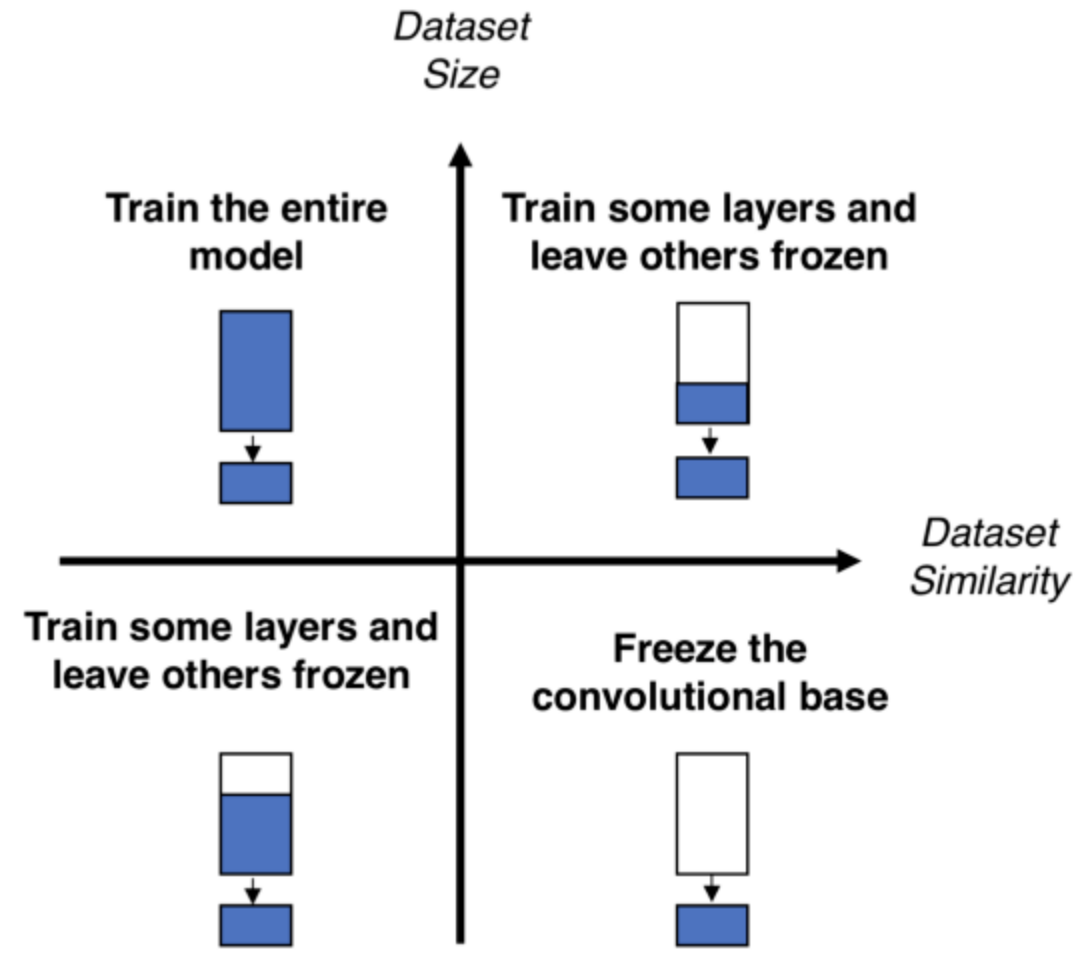 Dataset
Size
Train the entire
model
Train some layers and
leave others frozen
Dataset
Similarity
Train some layers and
leave others frozen
Freeze the
convolutional base